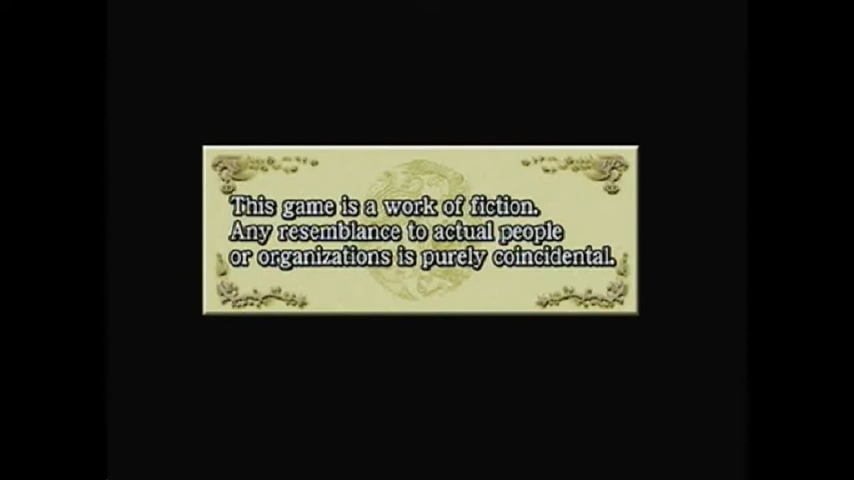 This game is a work of fiction.
Any resemblance to actual people
or organizations is purely coincidental.